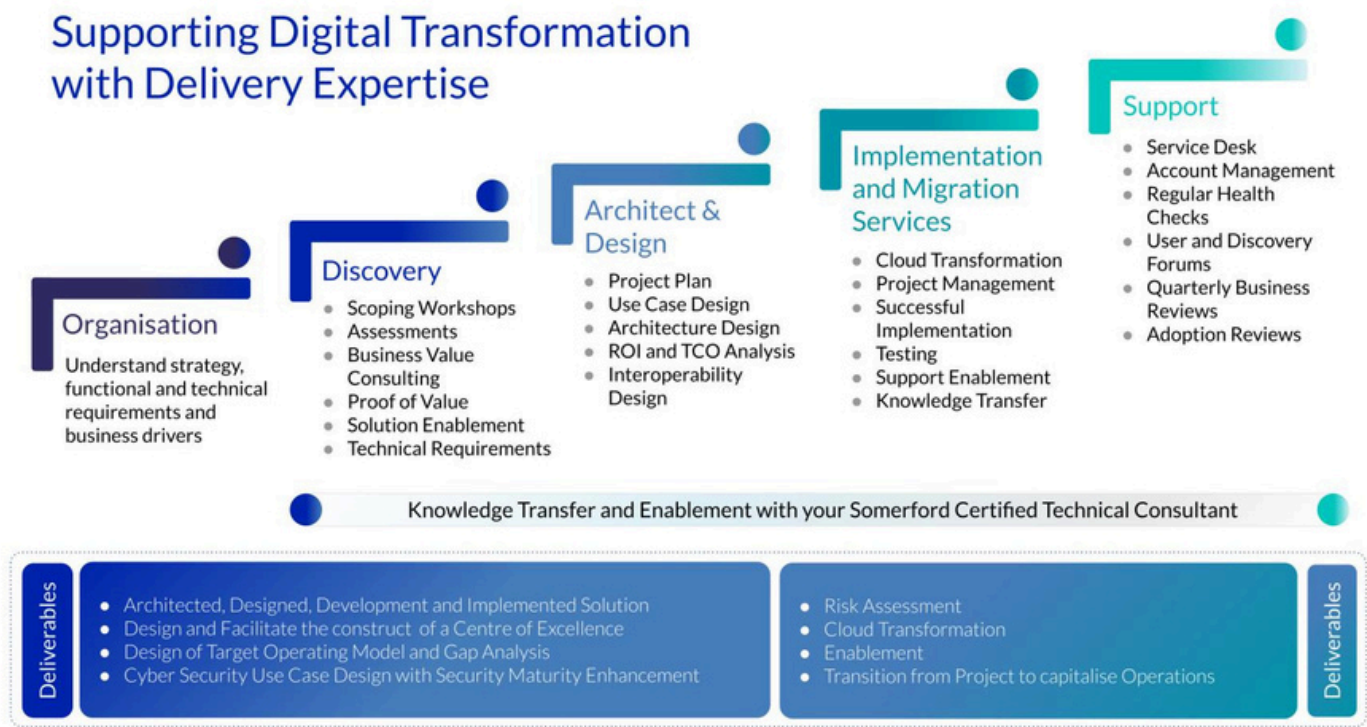 Supporting Digital Transformation
with Delivery Expertise
Organisation
Understand strategy,
functional and technical
requirements and
business drivers
Discovery
Scoping Workshops
Assessments
Business Value
Consulting
Proof of Value
Solution Enablement
Technical Requirements
Architect &
Design
Project Plan
Use Case Design
Architecture Design
ROI and TCO Analysis
Interoperability
Design
Implementation
and Migration
Services
Cloud Transformation
Project Management
Successful
Implementation
Testing
Support Enablement
Knowledge Transfer
Support
Service Desk
Account Management
Regular Health
Checks
User and Discovery
Forums
Quarterly Business
Reviews
Adoption Reviews
Knowledge Transfer and Enablement with your Somerford Certified Technical Consultant
Deliverables
Architected, Designed, Development and Implemented Solution
Design and Facilitate the construct of a Centre of Excellence
Design of Target Operating Model and Gap Analysis
Cyber Security Use Case Design with Security Maturity Enhancement
Risk Assessment
Cloud Transformation
Enablement
Transition from Project to capitalise Operations
Deliverables